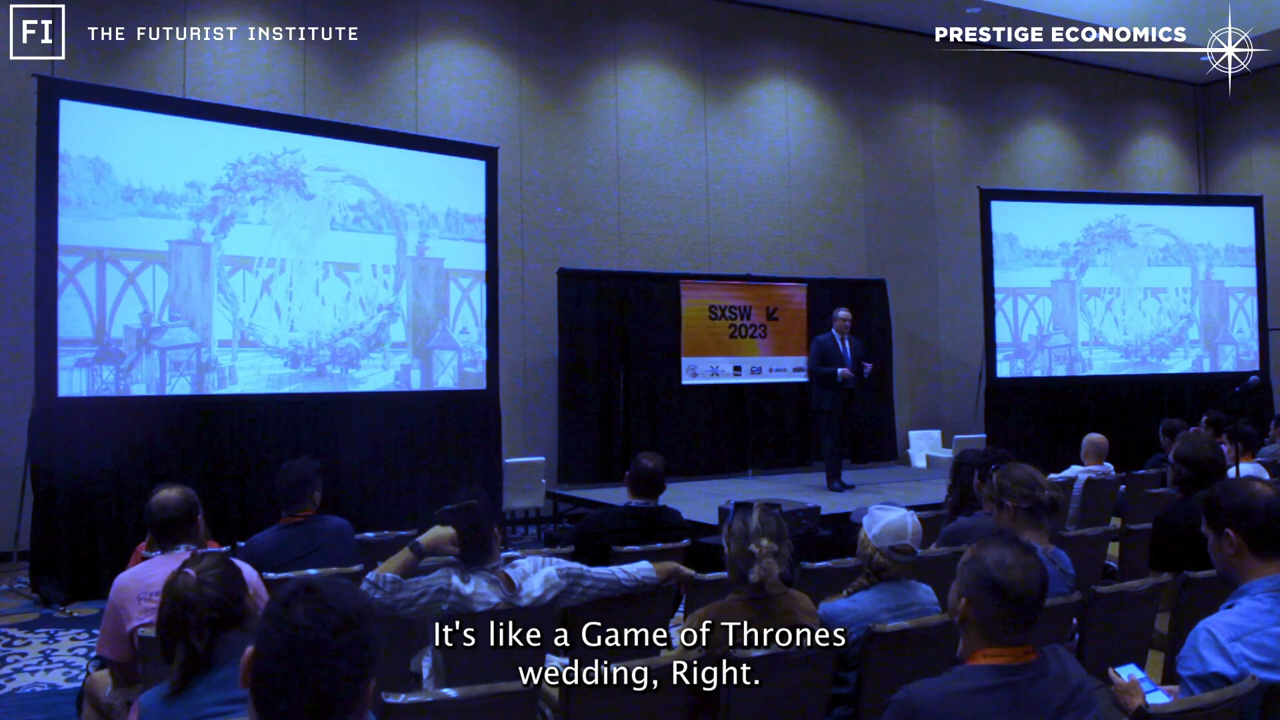 FI
THE FUTURIST INSTITUTE
PRESTIGE ECONOMICS
SXSW
2023
It's like a Game of Thrones
wedding, Right.